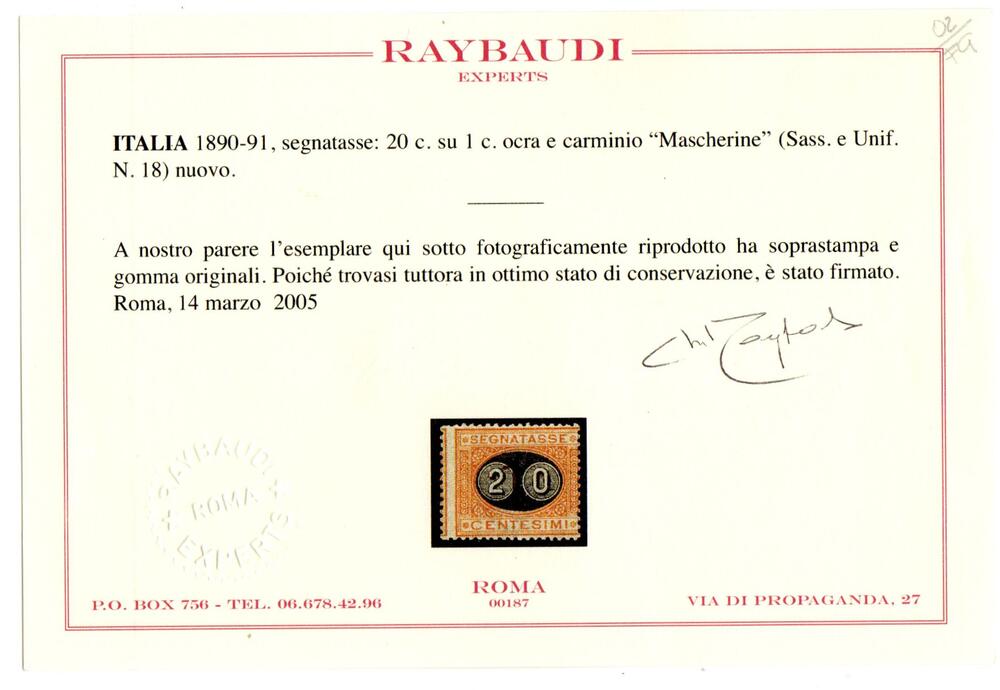 RAYBAUDI
EXPERTS
ITALIA 1890-91, segnatasse: 20 c. su 1 c. ocra e carminio “Mascherine” (Sass. e Unif.
N. 18) nuovo.
A nostro parere l’esemplare qui sotto fotograficamente riprodotto ha soprastampa e
gomma originali. Poiché trovasi tuttora in ottimo stato di conservazione, è stato firmato.
Roma, 14 marzo 2005
SEGNATASSE
20
CENTESIMI
RAYBAUDI
ROMA
EXPERTS
ROMA
00187
P.O. BOX 756 - TEL. 06.678.42.96
VIA DI PROPAGANDA, 27